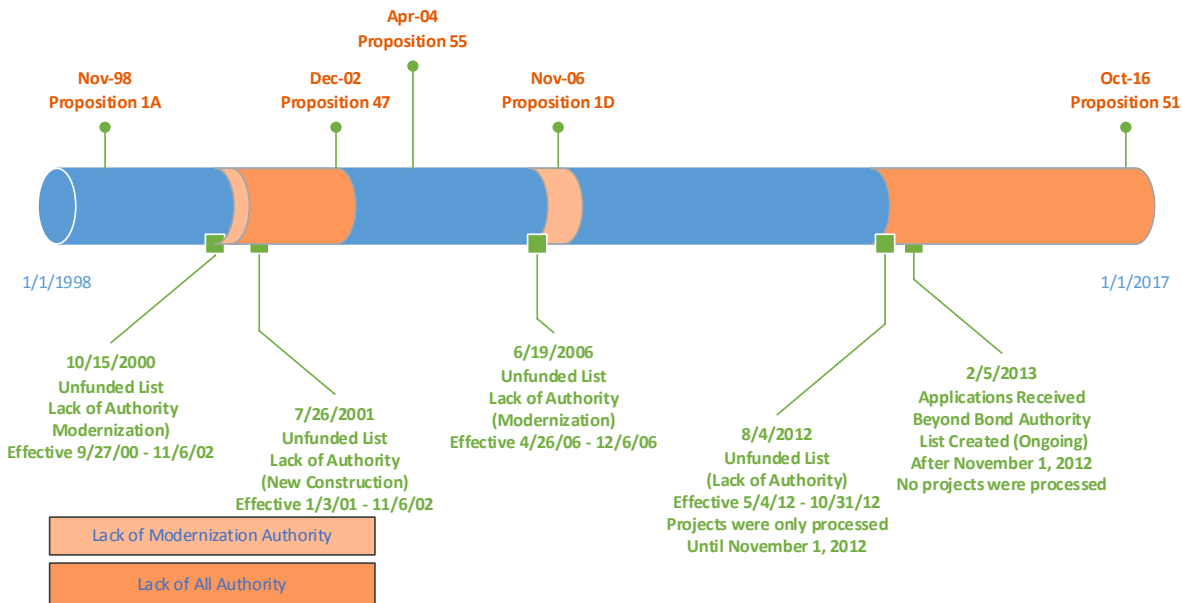 Apr-04
Proposition 55
Nov-98
Proposition 1A
Dec-02
Proposition 47
Nov-06
Proposition 1D
Oct-16
Proposition 51
1/1/1998
1/1/2017
10/15/2000
Unfunded List
Lack of Authority
Modernization)
Effective 9/27/00 - 11/6/02
7/26/2001
Unfunded List
Lack of Authority
(New Construction)
Effective 1/3/01 - 11/6/02
6/19/2006
Unfunded List
Lack of Authority
(Modernization)
Effective 4/26/06 - 12/6/06
8/4/2012
Unfunded List
(Lack of Authority)
Effective 5/4/12 - 10/31/12
Projects were only processed
Until November 1, 2012
2/5/2013
Applications Received
Beyond Bond Authority
List Created (Ongoing)
After November 1, 2012
No projects were processed
Lack of Modernization Authority
Lack of All Authority